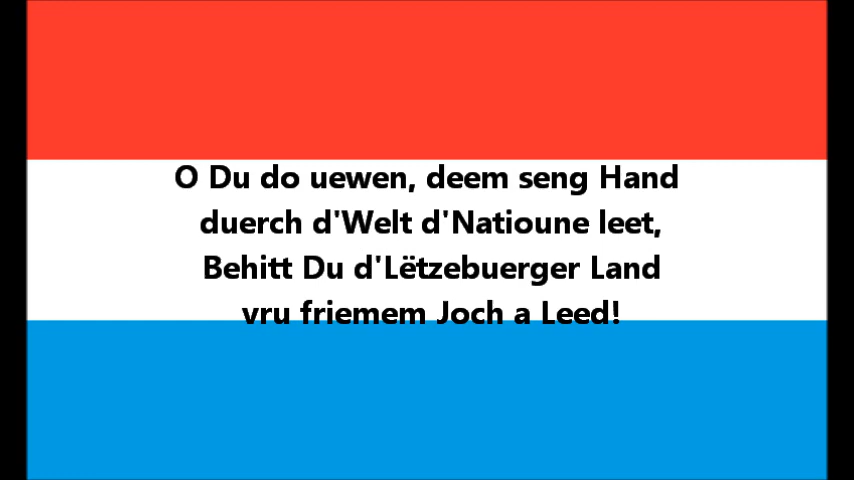 O Du do uewen, deem seng Hand
duerch d'Welt d'Natioune leet,
Behitt Du d'Lëtzebuerger Land
vru friemem Joch a Leed!